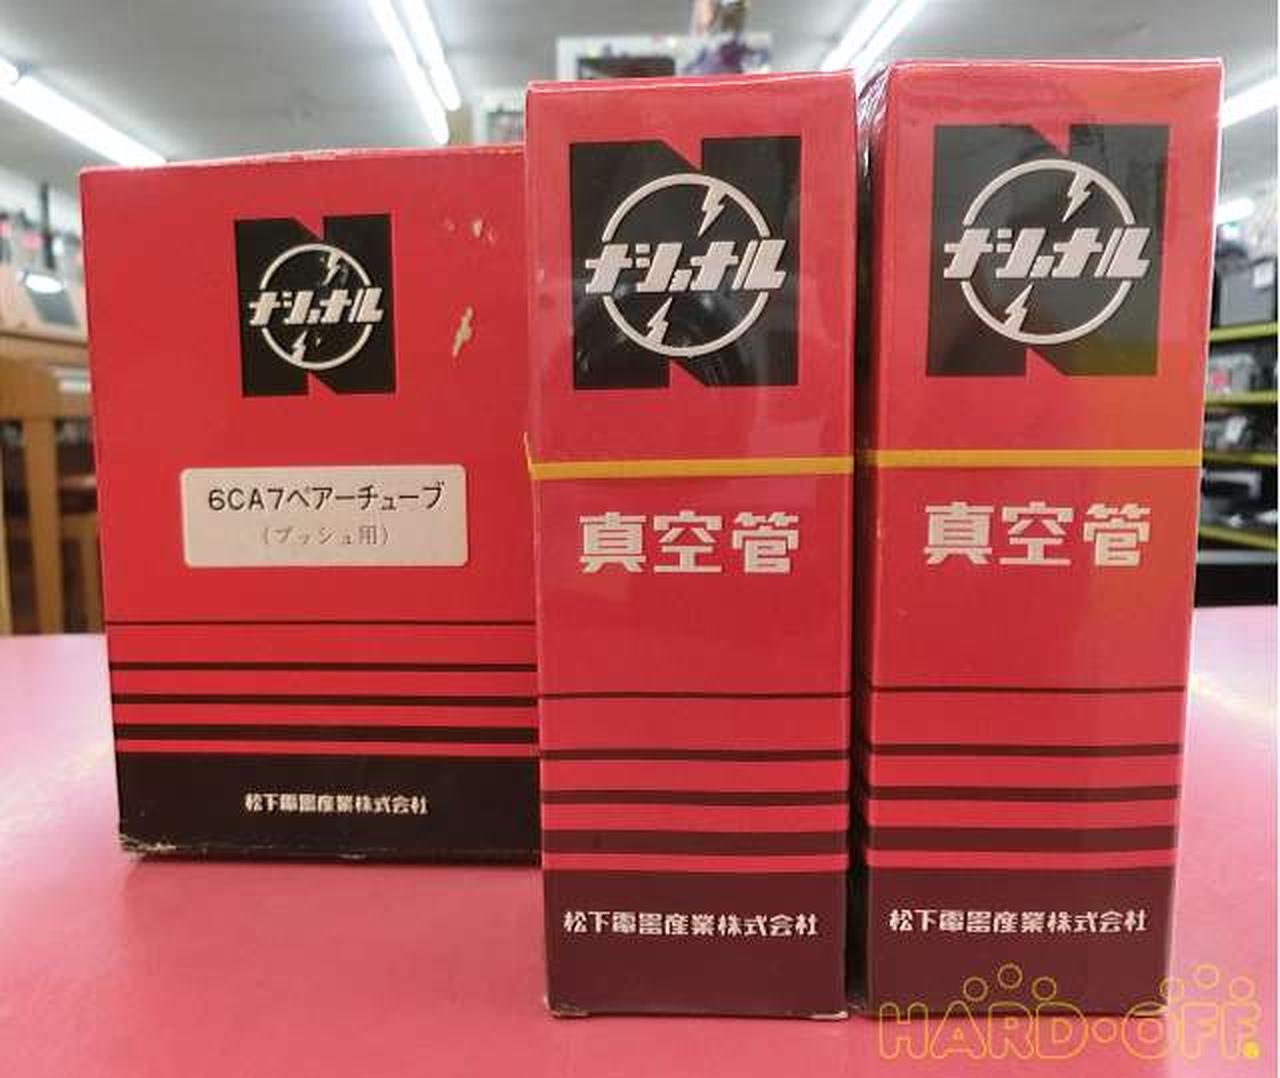 ナショナル
6CA7ペアーチューブ
(プッシュ用)
松下電器産業株式会社
ナショナル
真空管
松下電器産業株式会社
ナショナル
真空管
松下電器産業株式会社
HARD・OFF